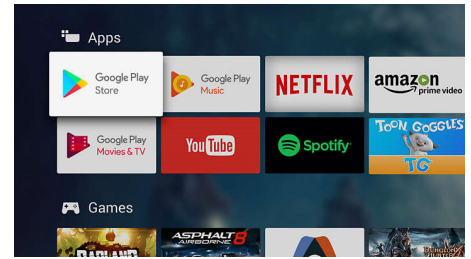 Apps
Google Play
Store
Google Play
Music
NETFLIX
amazon
prime video
Google Play
Movies & TV
YouTube
Spotify
TOON GOGGLES
TG
Games
BADLAND
ASPHALT 8
AIRBORNE